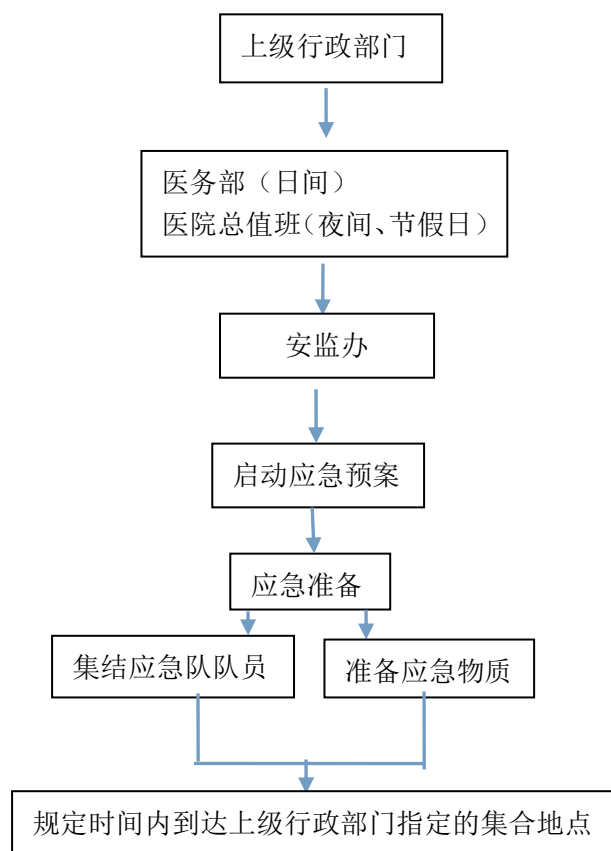 上级行政部门
医务部（日间）
医院总值班（夜间、节假日）
安监办
启动应急预案
应急准备
集结应急队队员
准备应急物质
规定时间内到达上级行政部门指定的集合地点